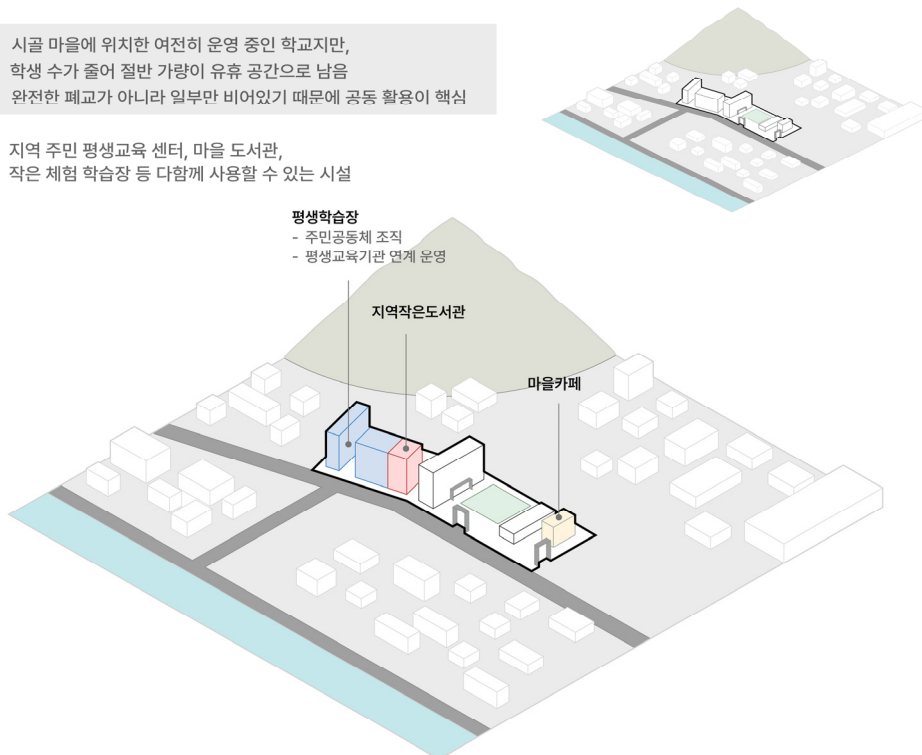 시골 마을에 위치한 여전히 운영 중인 학교지만,
학생 수가 줄어 절반 가량이 유휴 공간으로 남음
완전한 폐교가 아니라 일부만 비어있기 때문에 공동 활용이 핵심
지역 주민 평생교육 센터, 마을 도서관,
작은 체험 학습장 등 다함께 사용할 수 있는 시설
평생학습장
- 주민공동체 조직
- 평생교육기관 연계 운영
지역작은도서관
마을카페